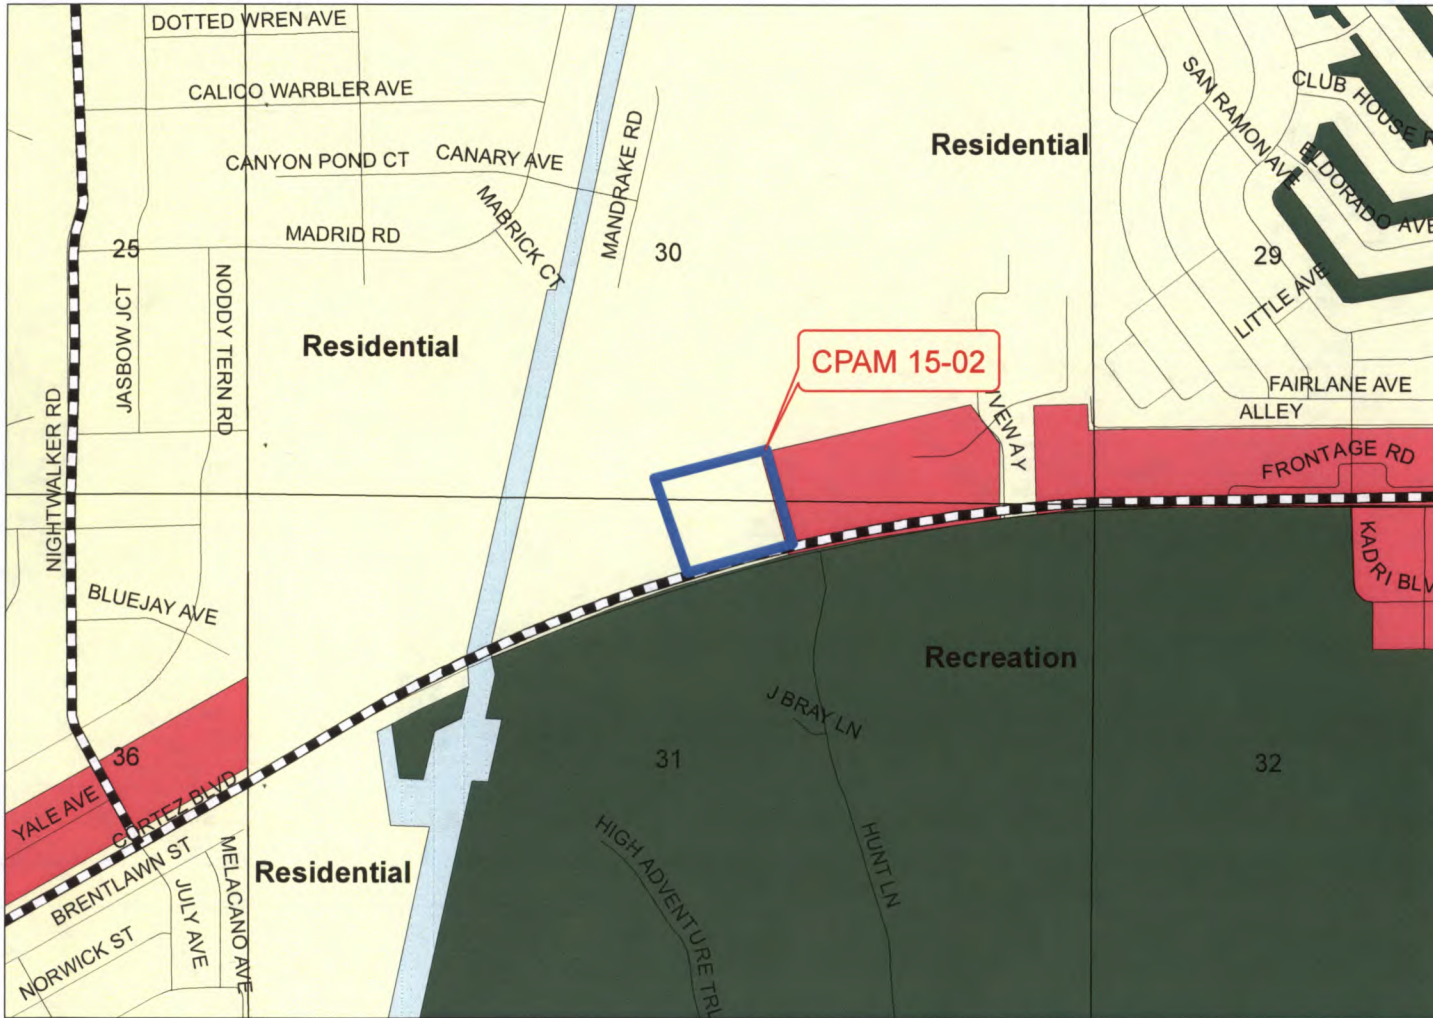 DOTTED WREN AVE
CALICO WARBLER AVE
CANYON POND CT
CANARY AVE
MADRID RD
MABRICK CT
MANDRAKE RD
30
Residential
SAN RAMON AVE
CLUB HOUSE
ELDORADO AVE
29
LITTLE AVE
FAIRLANE AVE
ALLEY
FRONTAGE RD
25
JASBOW JCT
NODDY TERN RD
NIGHTWALKER RD
Residential
CPAM 15-02
VEWAY
KADRI BLV
BLUEJAY AVE
Recreation
J BRAY LN
31
32
36
YALE AVE
CORTEZ BLVD
BRENTLAWN ST
MELACANO AVE
JULY AVE
NORWICK ST
Residential
HIGH ADVENTURE TRL
HUNT LN